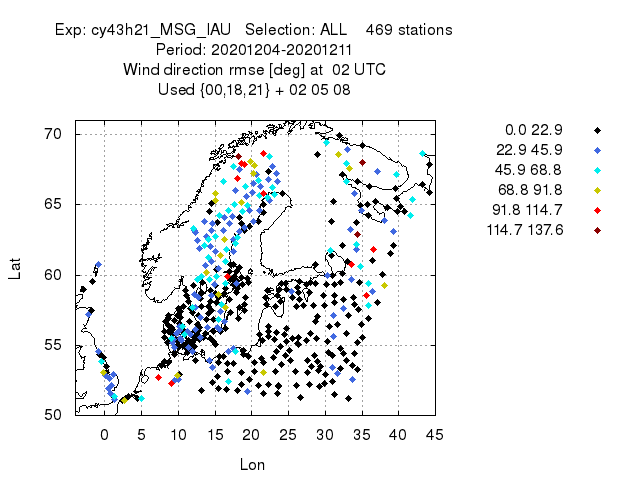 Exp: cy43h21_MSG_IAU Selection: ALL 469 stations
Period: 20201204-20201211
Wind direction rmse [deg] at 02 UTC
Used {00,18,21} + 02 05 08
0.0 22.9
22.9 45.9
45.9 68.8
68.8 91.8
91.8 114.7
114.7 137.6
Lat
70
65
60
55
50
0 5 10 15 20 25 30 35 40 45
Lon